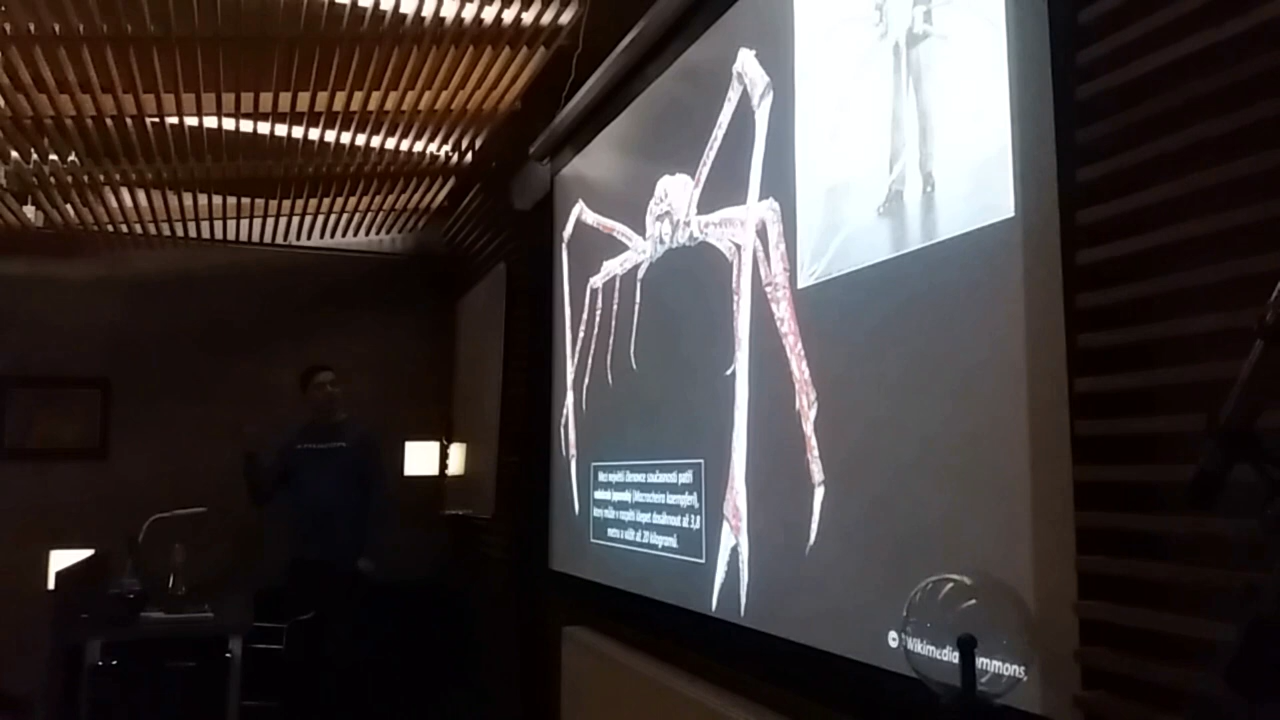 Mezi největší členovce současnosti patří
velekrab japonský (Macrocheira kaempferi),
který může v rozpětí klepet dosáhnout až 3,8
metru a vážit až 20 kilogramů.
Wikimedia Commons,